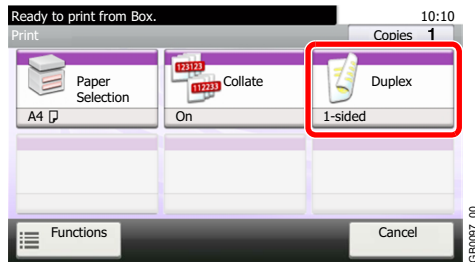 Ready to print from Box. 10:10
Print Copies 1
Paper Selection
123123
112233
Collate
Duplex
A4
On
1-sided
Functions
Cancel
GB0097_00